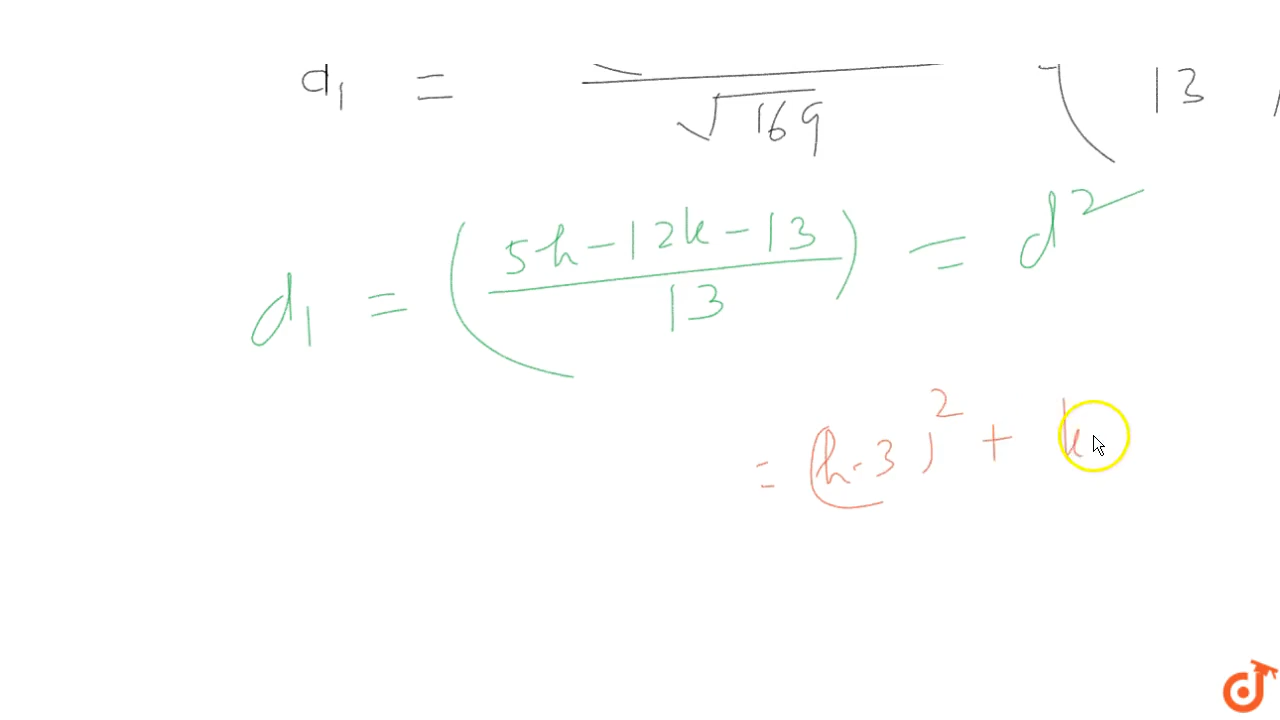 d₁ = —— √169 ( 13
d₁ = ( (5h - 12k - 13) / 13 ) = d²
= (h - 3)² + k